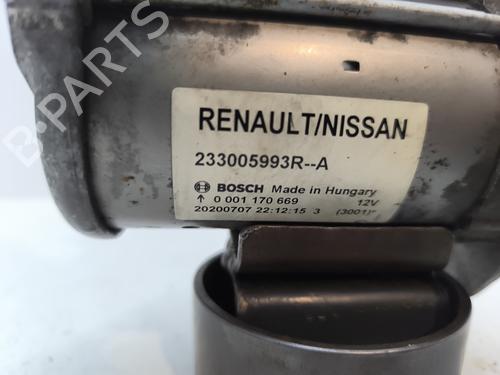 B-PARTS
RENAULT/NISSAN
233005993R--A
BOSCH Made in Hungary
↑ 0 001 170 669 12V
20200707 22:12:15 3 (3001)*